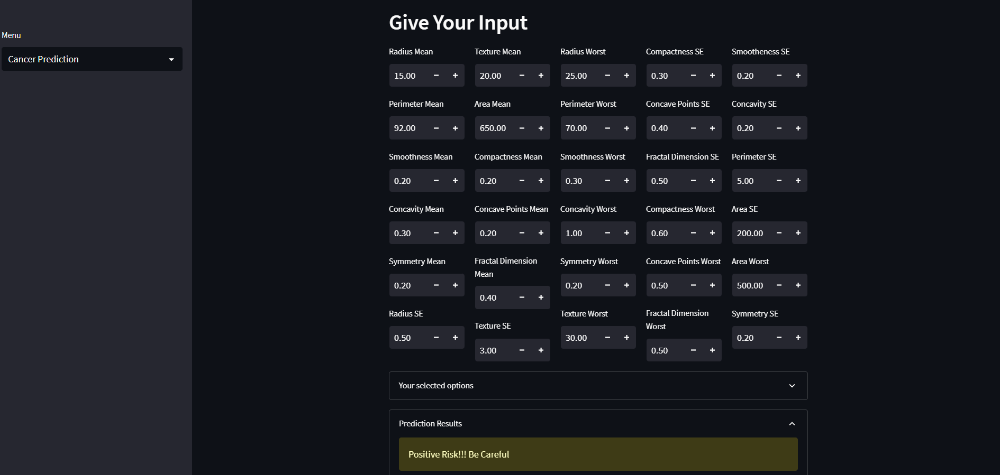 Menu
Cancer Prediction
Give Your Input
Radius Mean
15.00
Perimeter Mean
92.00
Smoothness Mean
0.20
Concavity Mean
0.30
Symmetry Mean
0.20
Radius SE
0.50
Texture Mean
20.00
Area Mean
650.00
Compactness Mean
0.20
Concave Points Mean
0.20
Fractal Dimension
Mean
0.40
Texture SE
3.00
Radius Worst
25.00
Perimeter Worst
70.00
Smoothness Worst
0.30
Concavity Worst
1.00
Symmetry Worst
0.20
Texture Worst
30.00
Compactness SE
0.30
Concave Points SE
0.40
Fractal Dimension SE
0.50
Compactness Worst
0.60
Concave Points Worst
0.50
Fractal Dimension
Worst
0.50
Smootheness SE
0.20
Concavity SE
0.20
Perimeter SE
5.00
Area SE
200.00
Area Worst
500.00
Symmetry SE
0.20
Your selected options
Prediction Results
Positive Risk!!! Be Careful